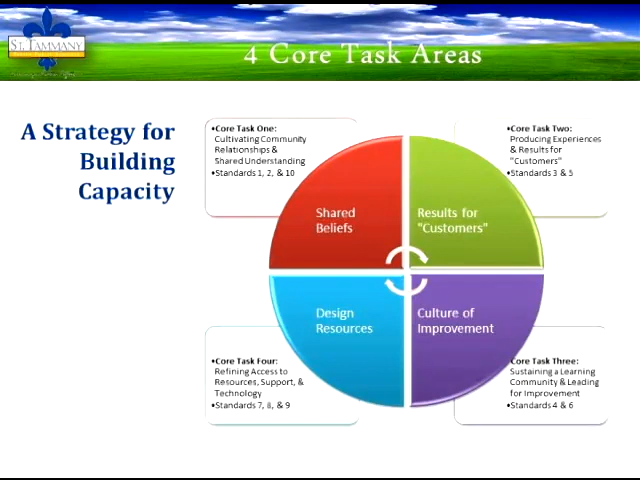 St. Tammany
4 Core Task Areas
A Strategy for
Building
Capacity
•Core Task One:
Cultivating Community
Relationships &
Shared Understanding
•Standards 1, 2, & 10
•Core Task Two:
Producing Experiences
& Results for
"Customers"
•Standards 3 & 5
Shared
Beliefs
Results for
"Customers"
Design
Resources
Culture of
Improvement
•Core Task Four:
Refining Access to
Resources, Support, &
Technology
•Standards 7, 8, & 9
Core Task Three:
Sustaining a Learning
Community & Leading
for Improvement
•Standards 4 & 6